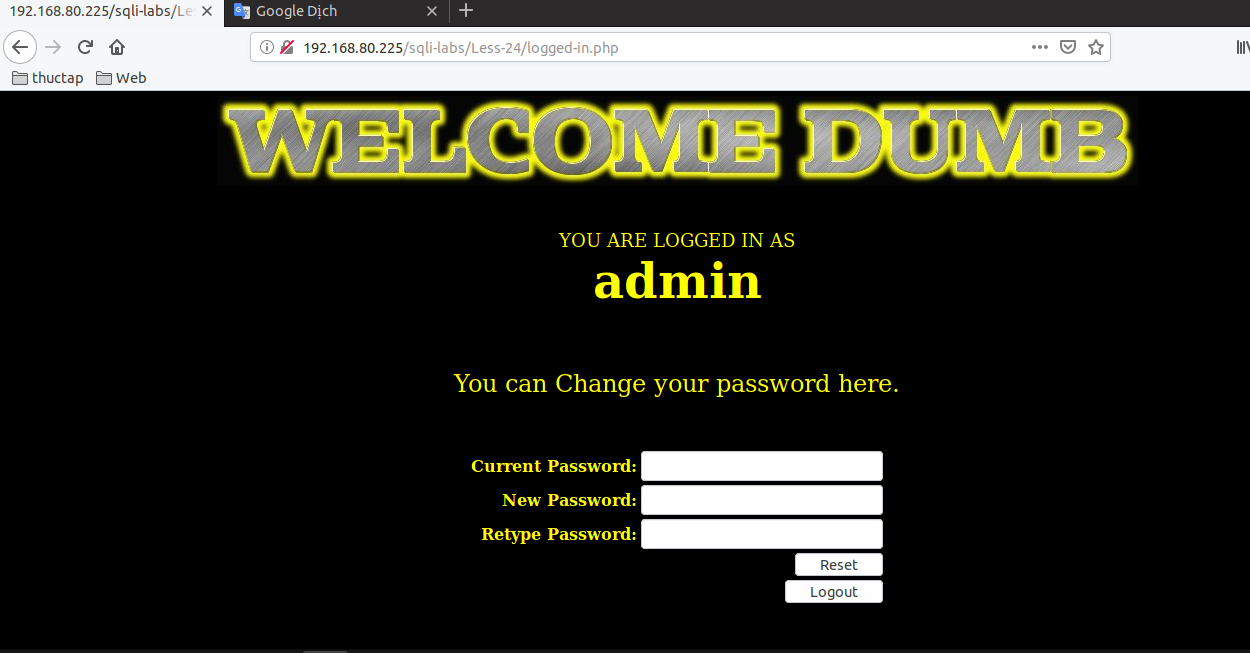 192.168.80.225/sqli-labs/Le
Google Dịch
192.168.80.225/sqli-labs/Less-24/logged-in.php
thuctap
Web
WELCOME DUMB
YOU ARE LOGGED IN AS
admin
You can Change your password here.
Current Password:
New Password:
Retype Password:
Reset
Logout